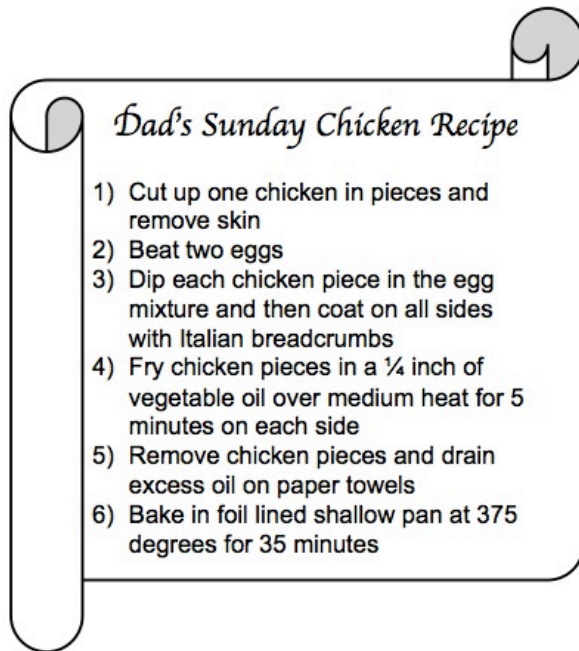 Dad's Sunday Chicken Recipe
1) Cut up one chicken in pieces and
remove skin
2) Beat two eggs
3) Dip each chicken piece in the egg
mixture and then coat on all sides
with Italian breadcrumbs
4) Fry chicken pieces in a ¼ inch of
vegetable oil over medium heat for 5
minutes on each side
5) Remove chicken pieces and drain
excess oil on paper towels
6) Bake in foil lined shallow pan at 375
degrees for 35 minutes